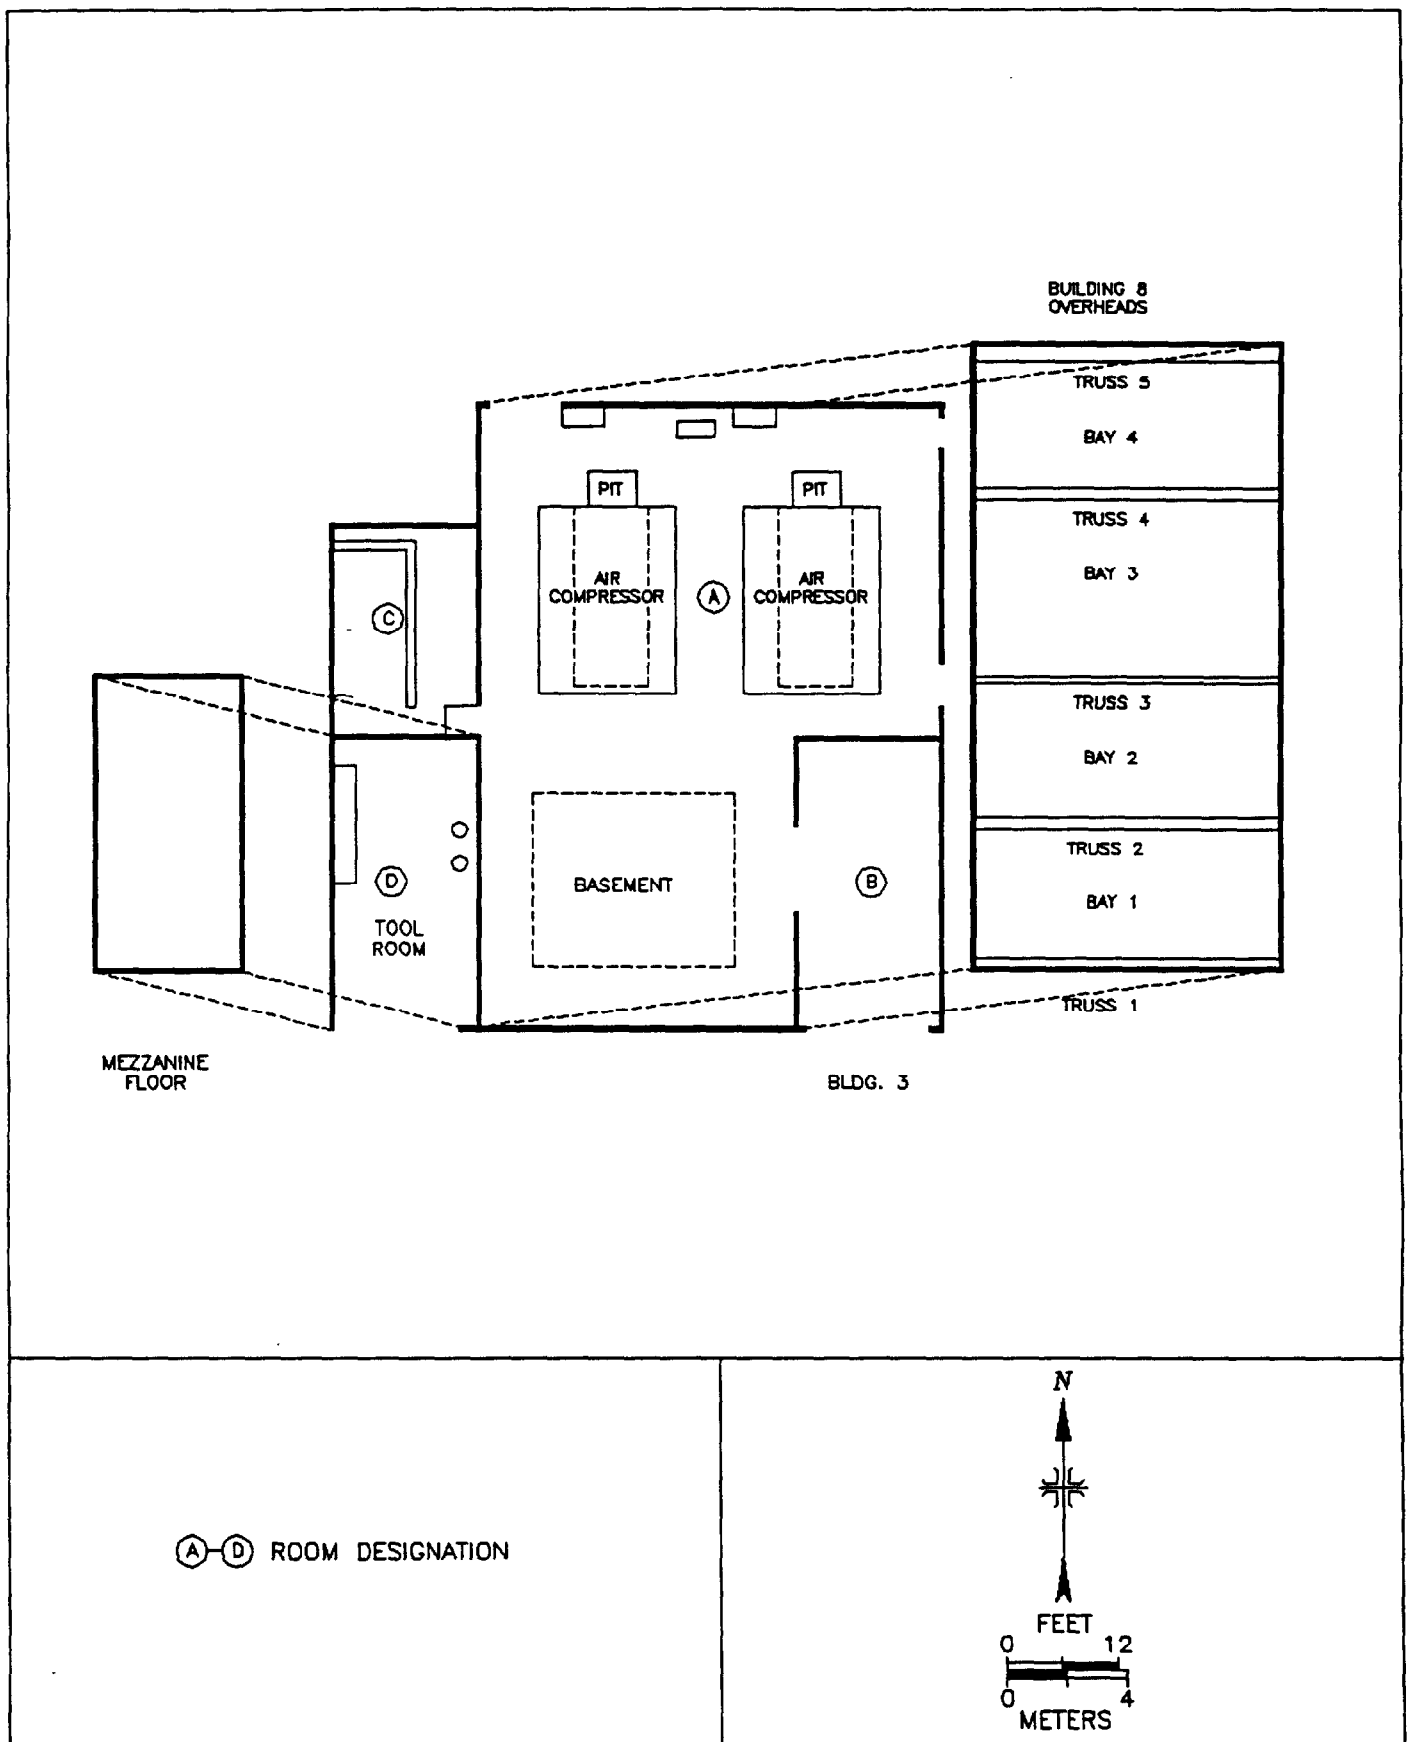 BUILDING 8
OVERHEADS
TRUSS 5
BAY 4
PIT
PIT
TRUSS 4
AIR
COMPRESSOR
A
AIR
COMPRESSOR
BAY 3
C
TRUSS 3
BAY 2
TRUSS 2
D
BASEMENT
B
BAY 1
TOOL
ROOM
TRUSS 1
MEZZANINE
FLOOR
BLDG. 3
A-D ROOM DESIGNATION
N
FEET
0 12
0 4
METERS